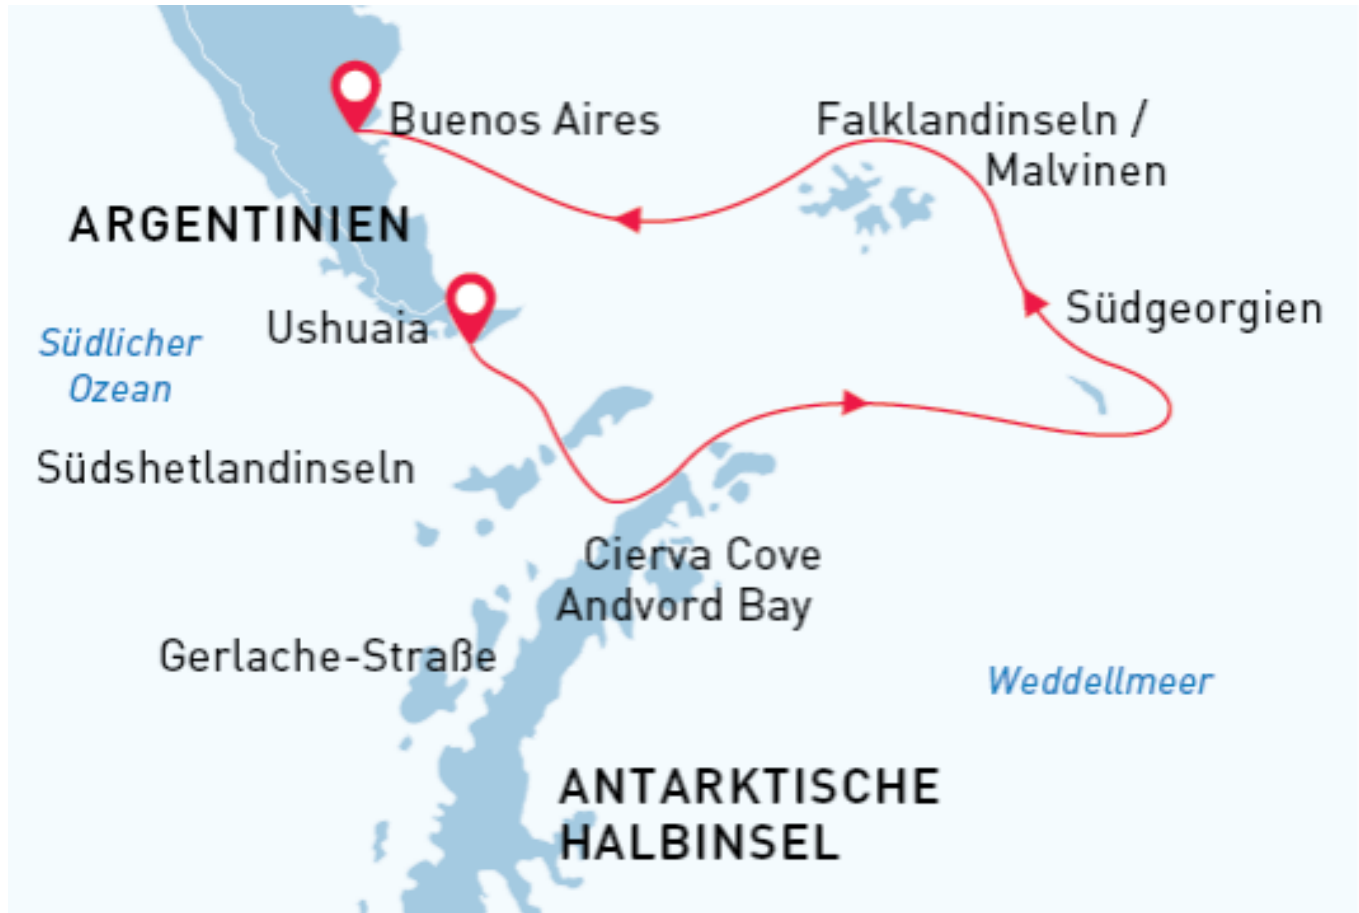 Buenos Aires
Falklandinseln /
Malvinen
ARGENTINIEN
Ushuaia
Südgeorgien
Südlicher
Ozean
Südshetlandinseln
Cierva Cove
Andvord Bay
Gerlache-Straße
Weddellmeer
ANTARKTISCHE
HALBINSEL